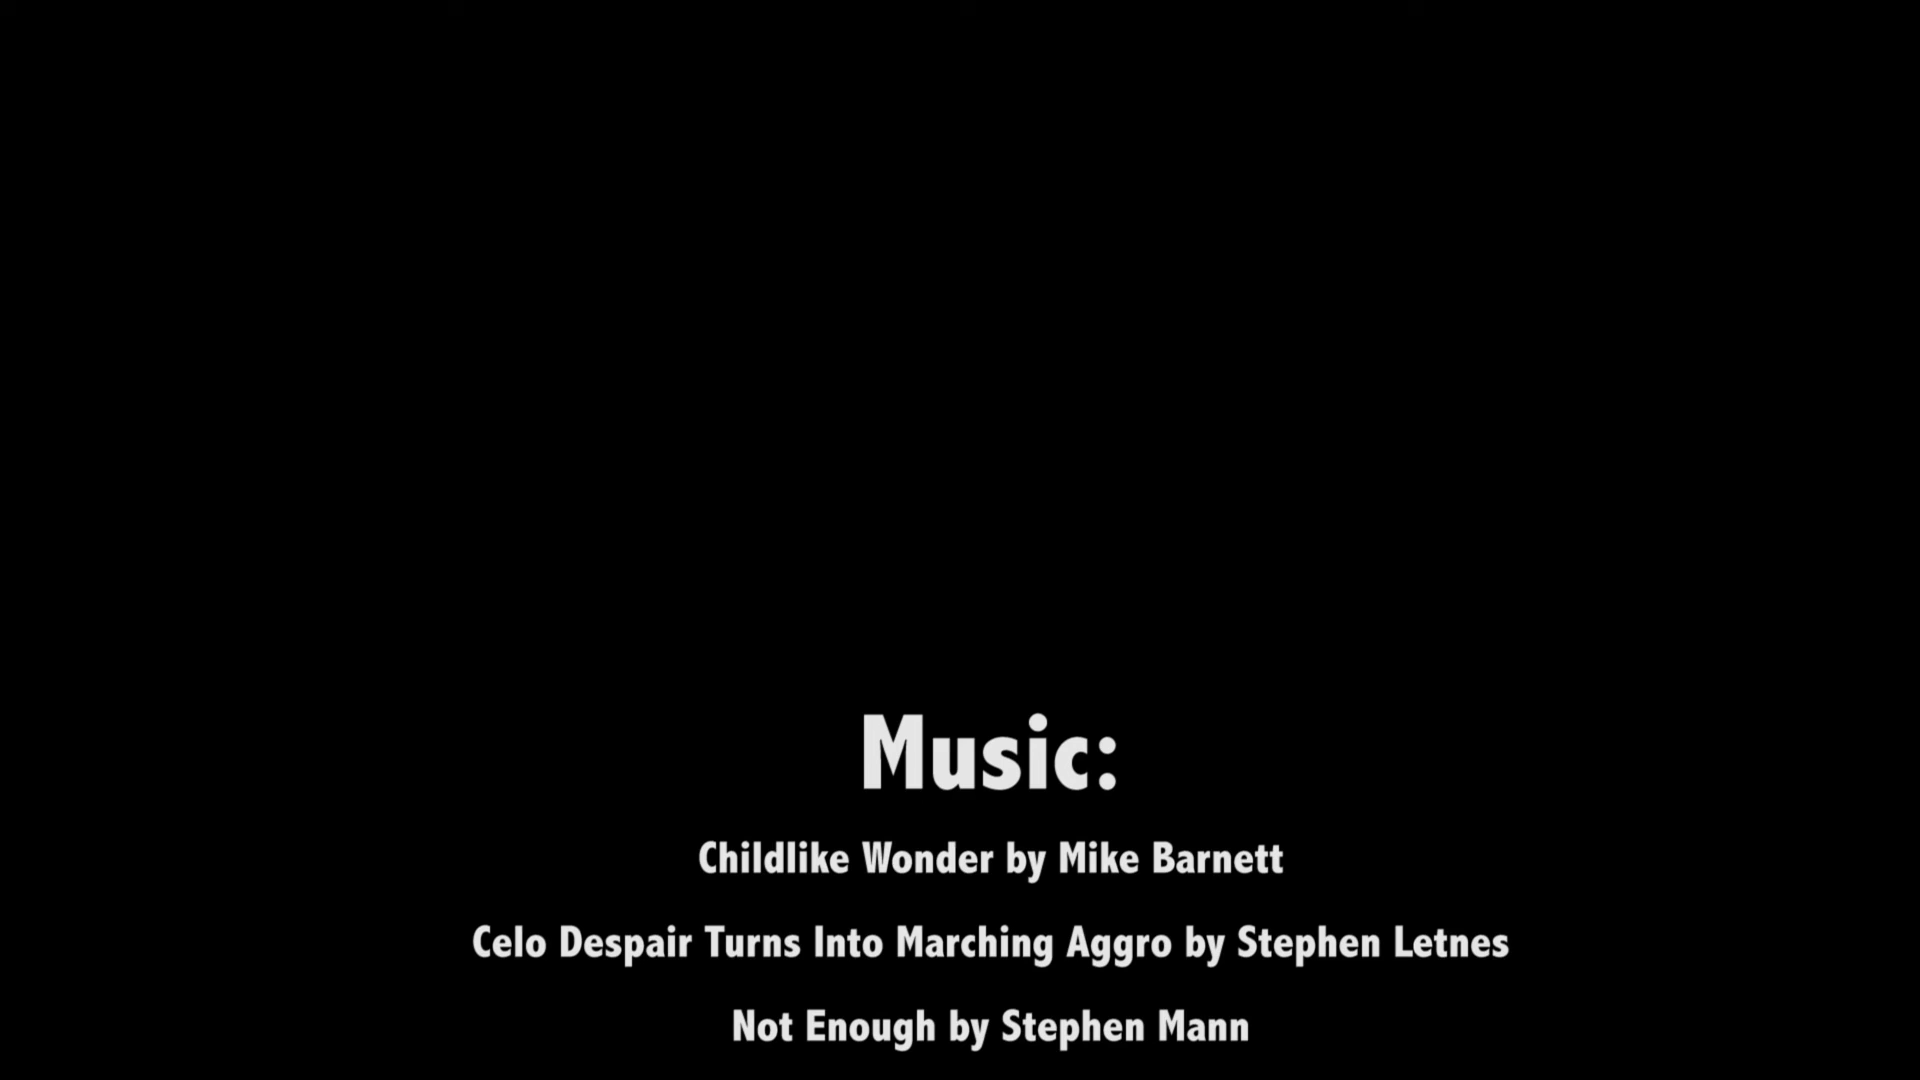 Music:
Childlike Wonder by Mike Barnett
Celo Despair Turns Into Marching Aggro by Stephen Letnes
Not Enough by Stephen Mann